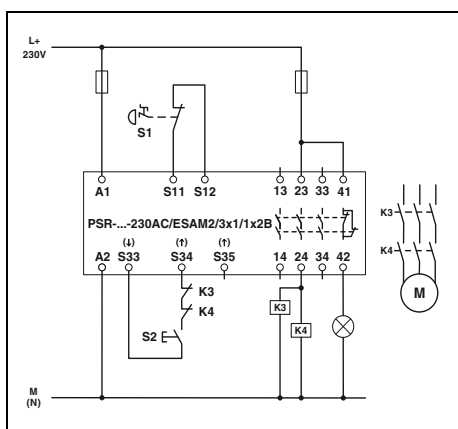 L+
230V
S1
A1 S11 S12 13 23 33 41
PSR-...-230AC/ESAM2/3x1/1x2B
(↓) (↑) (↑)
A2 S33 S34 S35 14 24 34 42
K3
K4
M
K3
K4
S2
K3
K4
M
(N)